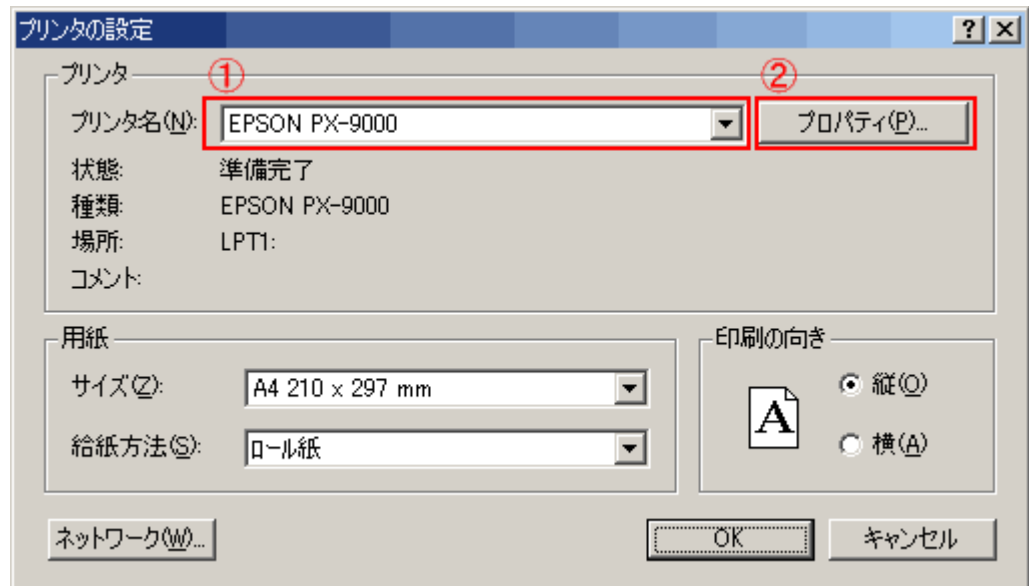 プリンタの設定
プリンタ
① ②
プリンタ名(N): EPSON PX-9000 プロパティ(P)...
状態: 準備完了
種類: EPSON PX-9000
場所: LPT1:
コメント:
用紙
サイズ(Z): A4 210 x 297 mm
給紙方法(S): ロール紙
印刷の向き
A
縦(O)
横(A)
ネットワーク(W)... OK キャンセル